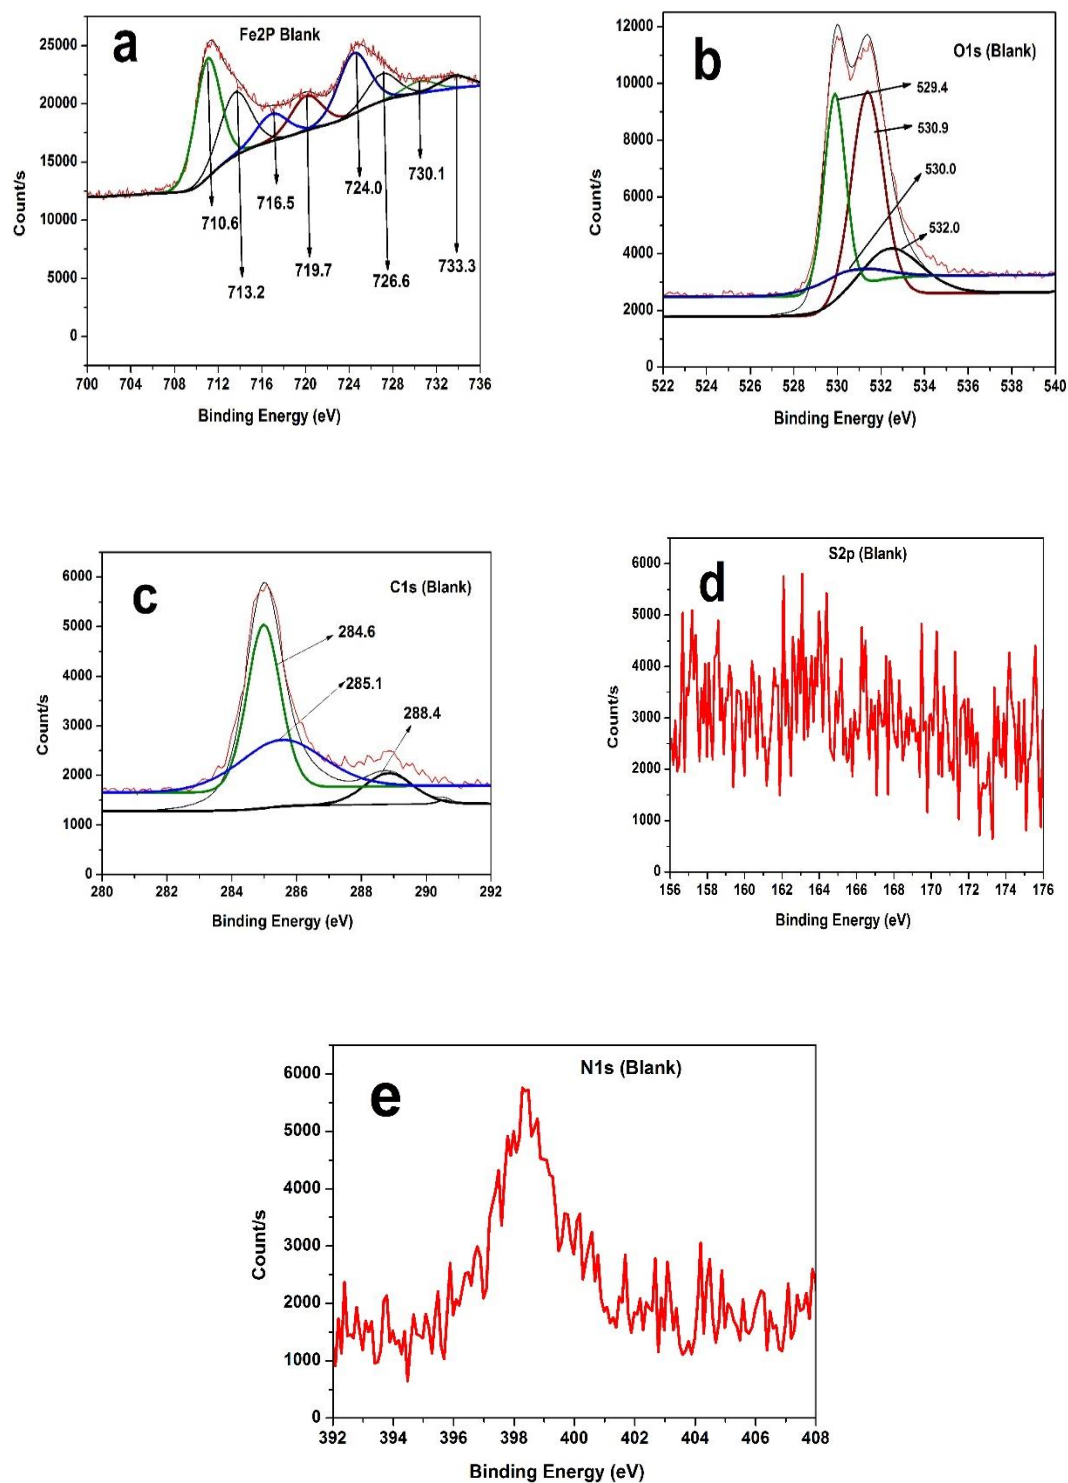 a
Fe2P Blank
25000
20000
15000
10000
5000
0
Count/s
710.6
713.2
716.5
719.7
724.0
726.6
730.1
733.3
700 704 708 712 716 720 724 728 732 736
Binding Energy (eV)
b
O1s (Blank)
12000
10000
8000
6000
4000
2000
0
Count/s
529.4
530.9
530.0
532.0
522 524 526 528 530 532 534 536 538 540
Binding Energy (eV)
c
C1s (Blank)
6000
5000
4000
3000
2000
1000
0
Count/s
284.6
285.1
288.4
280 282 284 286 288 290 292
Binding Energy (eV)
d
S2p (Blank)
6000
5000
4000
3000
2000
1000
0
Count/s
156 158 160 162 164 166 168 170 172 174 176
Binding Energy (eV)
e
N1s (Blank)
6000
5000
4000
3000
2000
1000
0
Count/s
392 394 396 398 400 402 404 406 408
Binding Energy (eV)